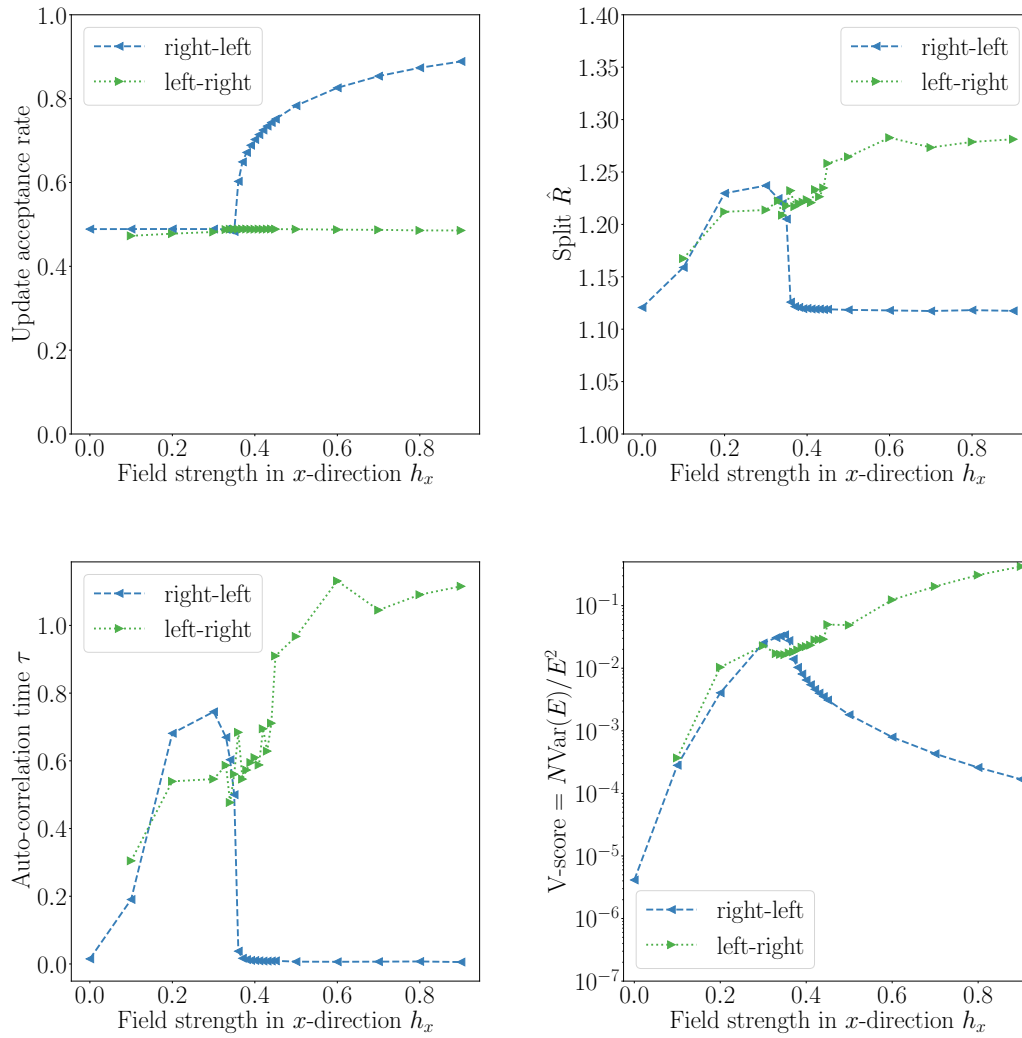 Update acceptance rate
1.0
0.8
0.6
0.4
0.2
0.0
right-left
left-right
0.0 0.2 0.4 0.6 0.8
Field strength in x-direction h_x
Split R̂
1.40
1.35
1.30
1.25
1.20
1.15
1.10
1.05
1.00
right-left
left-right
0.0 0.2 0.4 0.6 0.8
Field strength in x-direction h_x
Auto-correlation time τ
1.0
0.8
0.6
0.4
0.2
0.0
right-left
left-right
0.0 0.2 0.4 0.6 0.8
Field strength in x-direction h_x
V-score = NVar(E)/E²
10⁻¹
10⁻²
10⁻³
10⁻⁴
10⁻⁵
10⁻⁶
10⁻⁷
right-left
left-right
0.0 0.2 0.4 0.6 0.8
Field strength in x-direction h_x